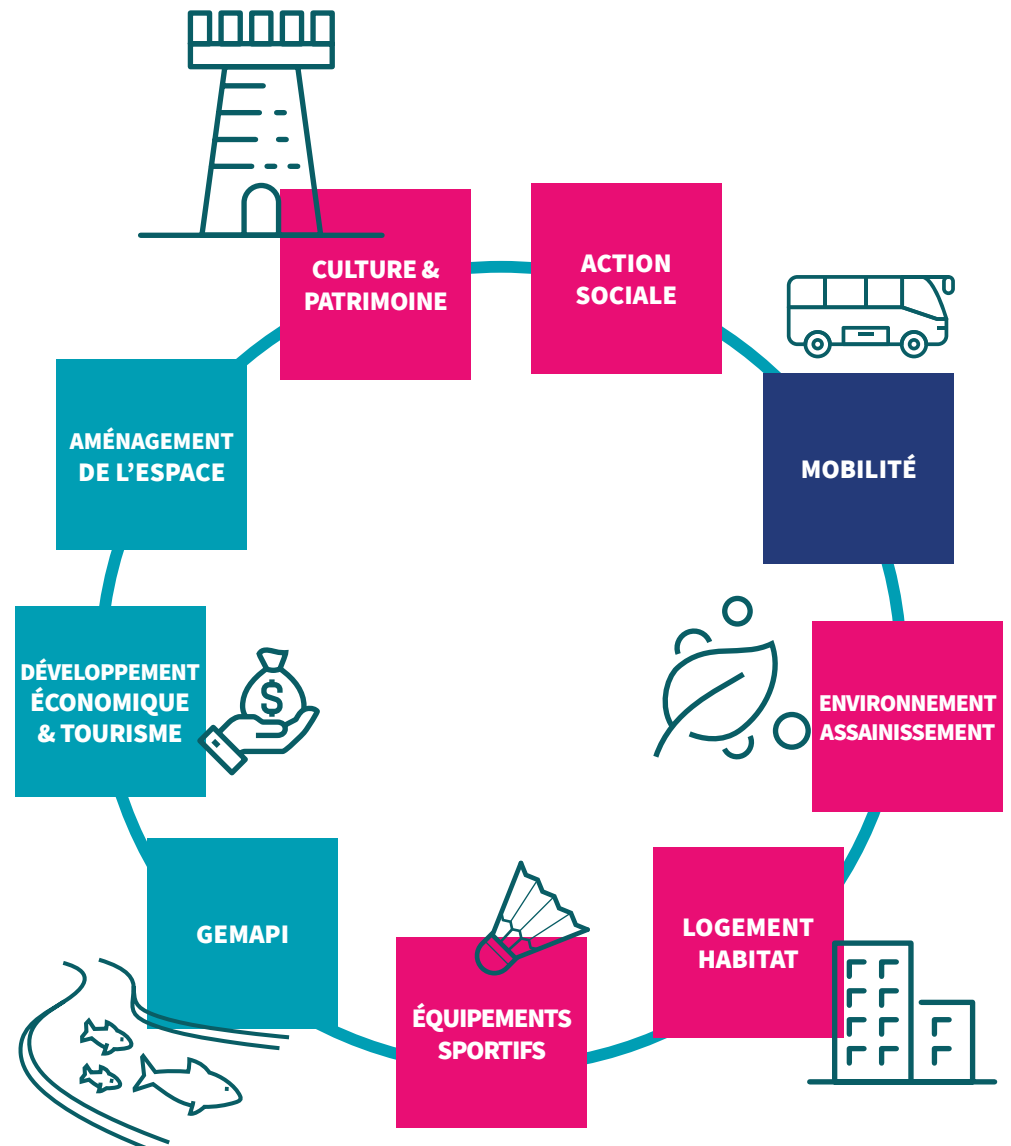 CULTURE &
PATRIMOINE
ACTION
SOCIALE
MOBILITÉ
ENVIRONNEMENT
ASSAINISSEMENT
LOGEMENT
HABITAT
ÉQUIPEMENTS
SPORTIFS
GEMAPI
DÉVELOPPEMENT
ÉCONOMIQUE
& TOURISME
$
AMÉNAGEMENT
DE L’ESPACE